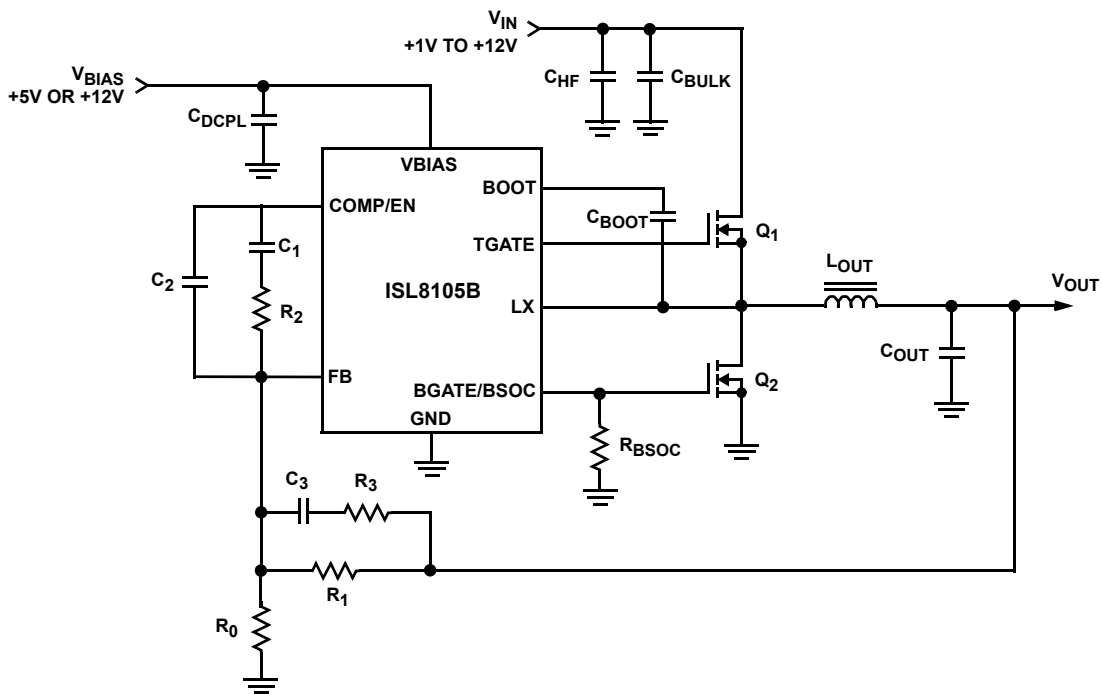 VIN
+1V TO +12V
VBIAS
+5V OR +12V
CHF
CBULK
CDCPL
VBIAS
BOOT
COMP/EN
CBOOT
Q1
TGATE
C1
C2
LOUT
VOUT
ISL8105B
LX
R2
COUT
FB
Q2
BGATE/BSOC
GND
RBSOC
C3
R3
R1
R0